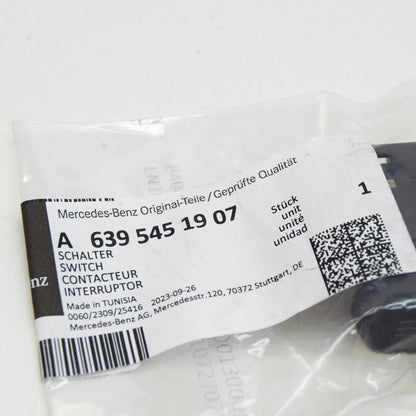 Mercedes-Benz Original-Teile/Geprüfte Qualität
A 639 545 19 07
Stück
unit
unité
unidad
1
SCHALTER
SWITCH
CONTACTEUR
INTERRUPTOR
nz
Made in TUNISIA 2023-09-26
0060/2309/25416
Mercedes-Benz AG, Mercedesstr.120, 70372 Stuttgart, DE